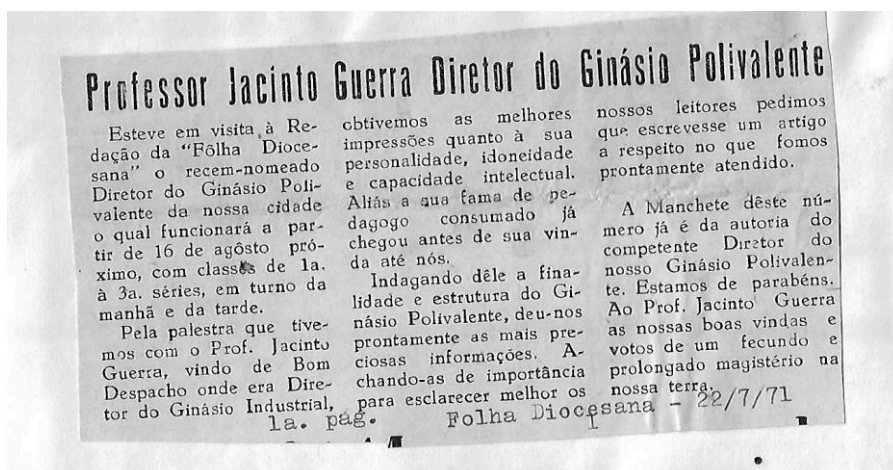 Professor Jacinto Guerra Diretor do Ginásio Polivalente
Esteve em visita à Re-
dação da "Fôlha Dioce-
sana" o recem-nomeado
Diretor do Ginásio Poli-
valente da nossa cidade
o qual funcionará a par-
tir de 16 de agôsto pró-
ximo, com classes de 1a.
à 3a. séries, em turno da
manhã e da tarde.
Pela palestra que tive-
mos com o Prof. Jacinto
Guerra, vindo de Bom
Despacho onde era Dire-
tor do Ginásio Industrial,
obtivemos as melhores
impressões quanto à sua
personalidade, idoneidade
e capacidade intelectual.
Aliás a sua fama de pe-
dagogo consumado já
chegou antes de sua vin-
da até nós.
Indagando dêle a fina-
lidade e estrutura do Gi-
násio Polivalente, deu-nos
prontamente as mais pre-
ciosas informações. A-
chando-as de importância
para esclarecer melhor os
nossos leitores pedimos
que escrevesse um artigo
a respeito no que fomos
prontamente atendido.
A Manchete dêste nú-
mero já é da autoria do
competente Diretor do
nosso Ginásio Polivalen-
te. Estamos de parabéns.
Ao Prof. Jacinto Guerra
as nossas boas vindas e
votos de um fecundo e
prolongado magistério na
nossa terra.
1a. pág. Folha Diocesana - 22/7/71